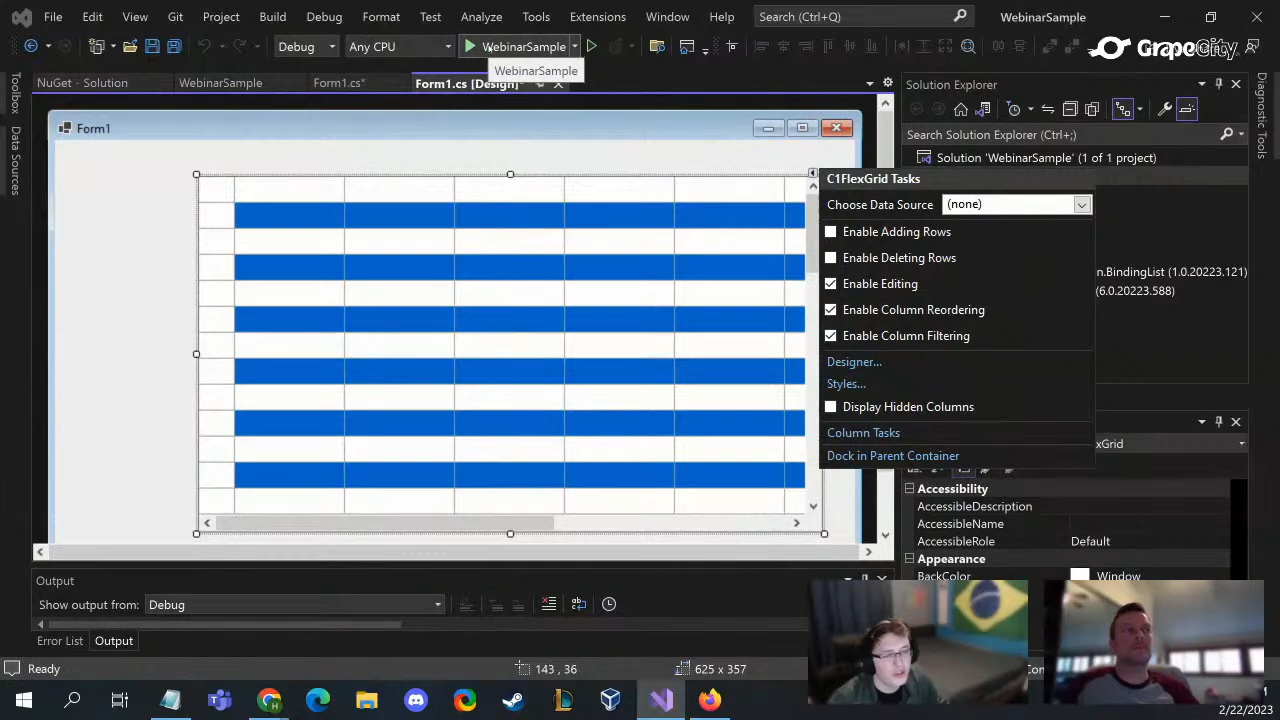 File Edit View Git Project Build Debug Format Test Analyze Tools Extensions Window Help Search (Ctrl+Q) WebinarSample
Debug Any CPU WebinarSample GrapeCity
WebinarSample
NuGet - Solution WebinarSample Form1.cs* Form1.cs [Design]*
Toolbox
Data Sources
Form1
Solution Explorer
Search Solution Explorer (Ctrl+;)
Solution 'WebinarSample' (1 of 1 project)
Diagnostic Tools
C1FlexGrid Tasks
Choose Data Source (none)
Enable Adding Rows
Enable Deleting Rows
Enable Editing
Enable Column Reordering
Enable Column Filtering
Designer...
Styles...
Display Hidden Columns
Column Tasks
Dock in Parent Container
n.BindingList (1.0.20223.121)
(6.0.20223.588)
xGrid
Accessibility
AccessibleDescription
AccessibleName
AccessibleRole Default
Appearance
BackColor Window
Output
Show output from: Debug
Error List Output
Ready 143, 36 625 x 357
2/22/2023